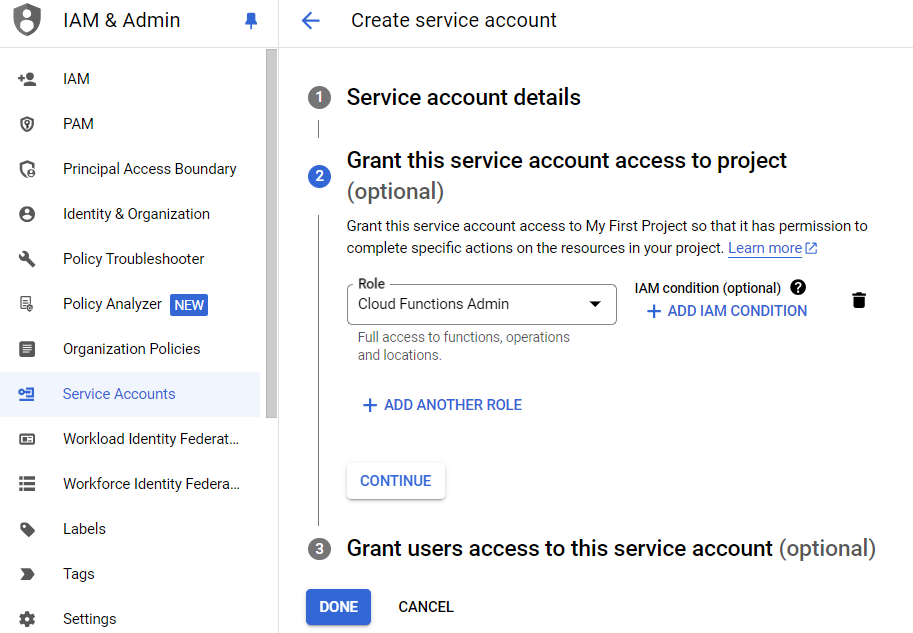 IAM & Admin
Create service account
IAM
PAM
Principal Access Boundary
Identity & Organization
Policy Troubleshooter
Policy Analyzer NEW
Organization Policies
Service Accounts
Workload Identity Federat...
Workforce Identity Federa...
Labels
Tags
Settings
1 Service account details
2 Grant this service account access to project
(optional)
Grant this service account access to My First Project so that it has permission to
complete specific actions on the resources in your project. Learn more
Role
Cloud Functions Admin
Full access to functions, operations
and locations.
IAM condition (optional) ?
+ ADD IAM CONDITION
+ ADD ANOTHER ROLE
CONTINUE
3 Grant users access to this service account (optional)
DONE CANCEL